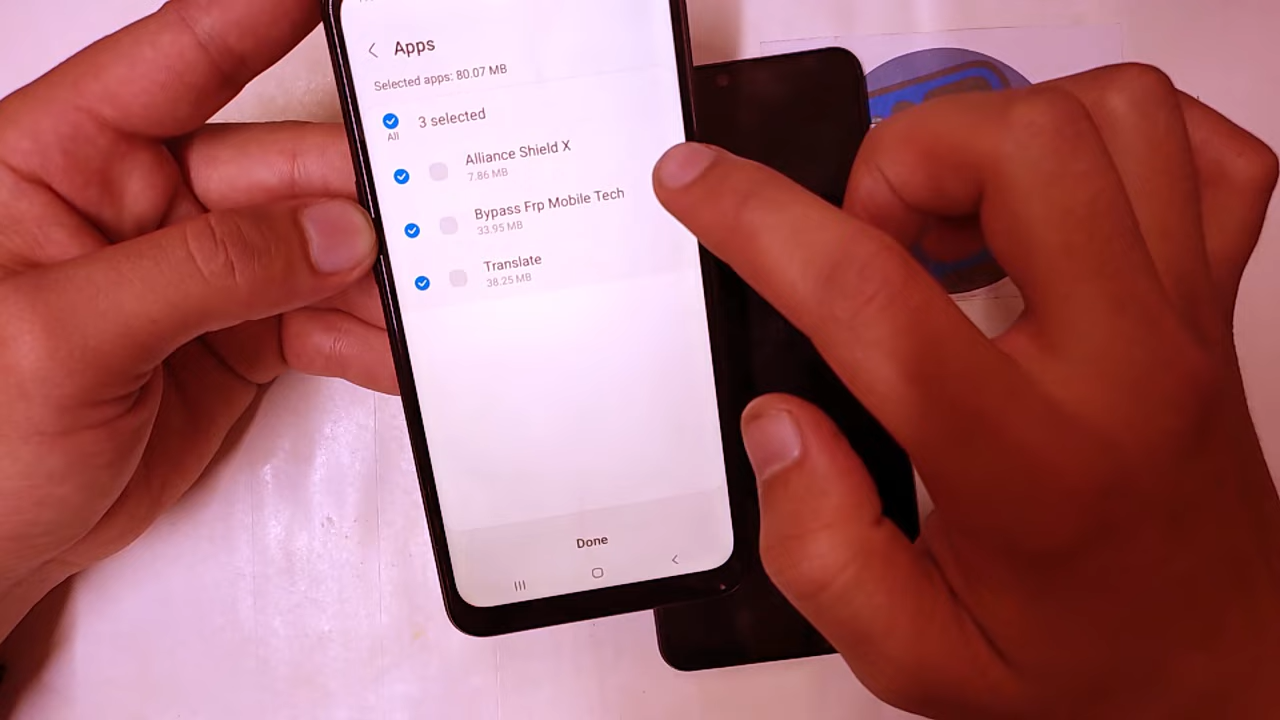 Apps
Selected apps: 80.07 MB
3 selected
All
Alliance Shield X
7.86 MB
Bypass Frp Mobile Tech
33.95 MB
Translate
38.25 MB
Done